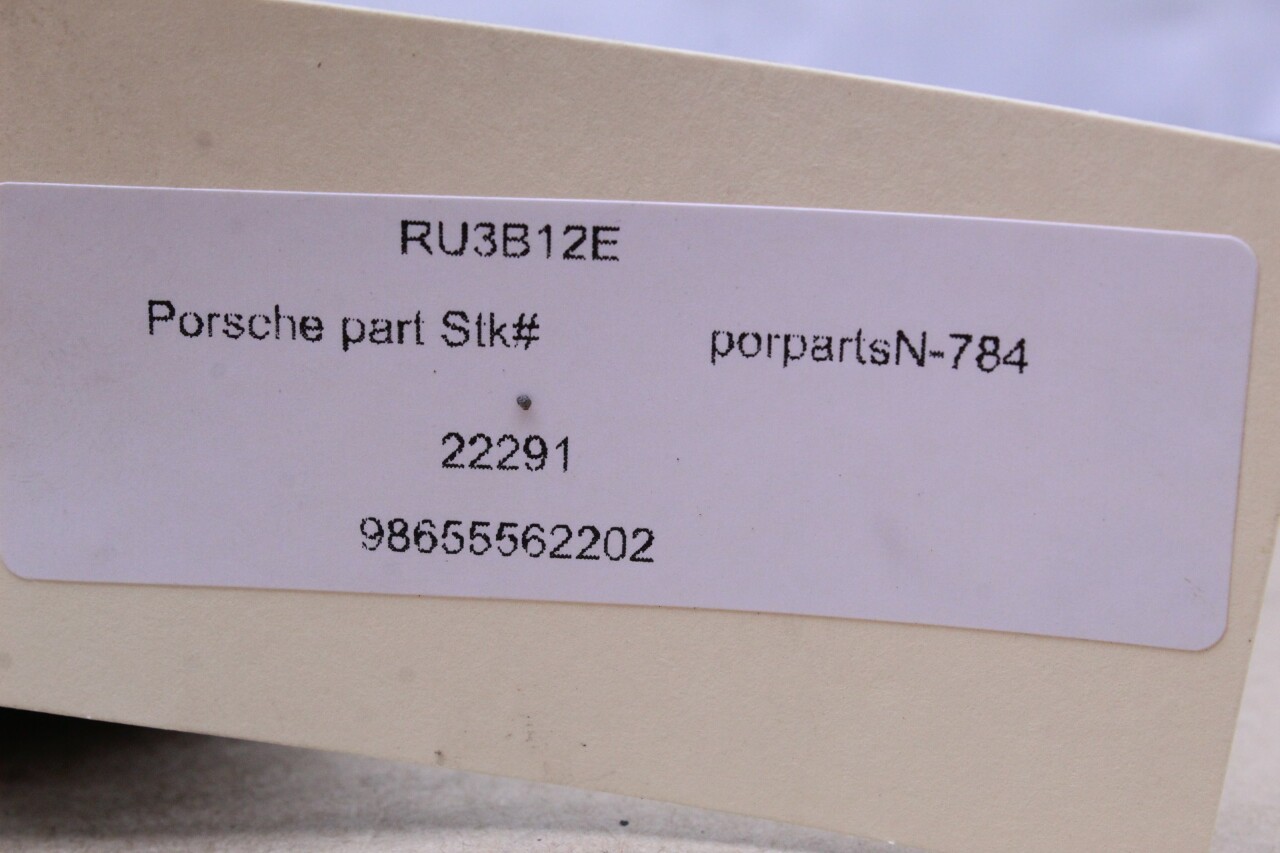 RU3B12E
Porsche part Stk# porpartsN-784
22291
98655562202